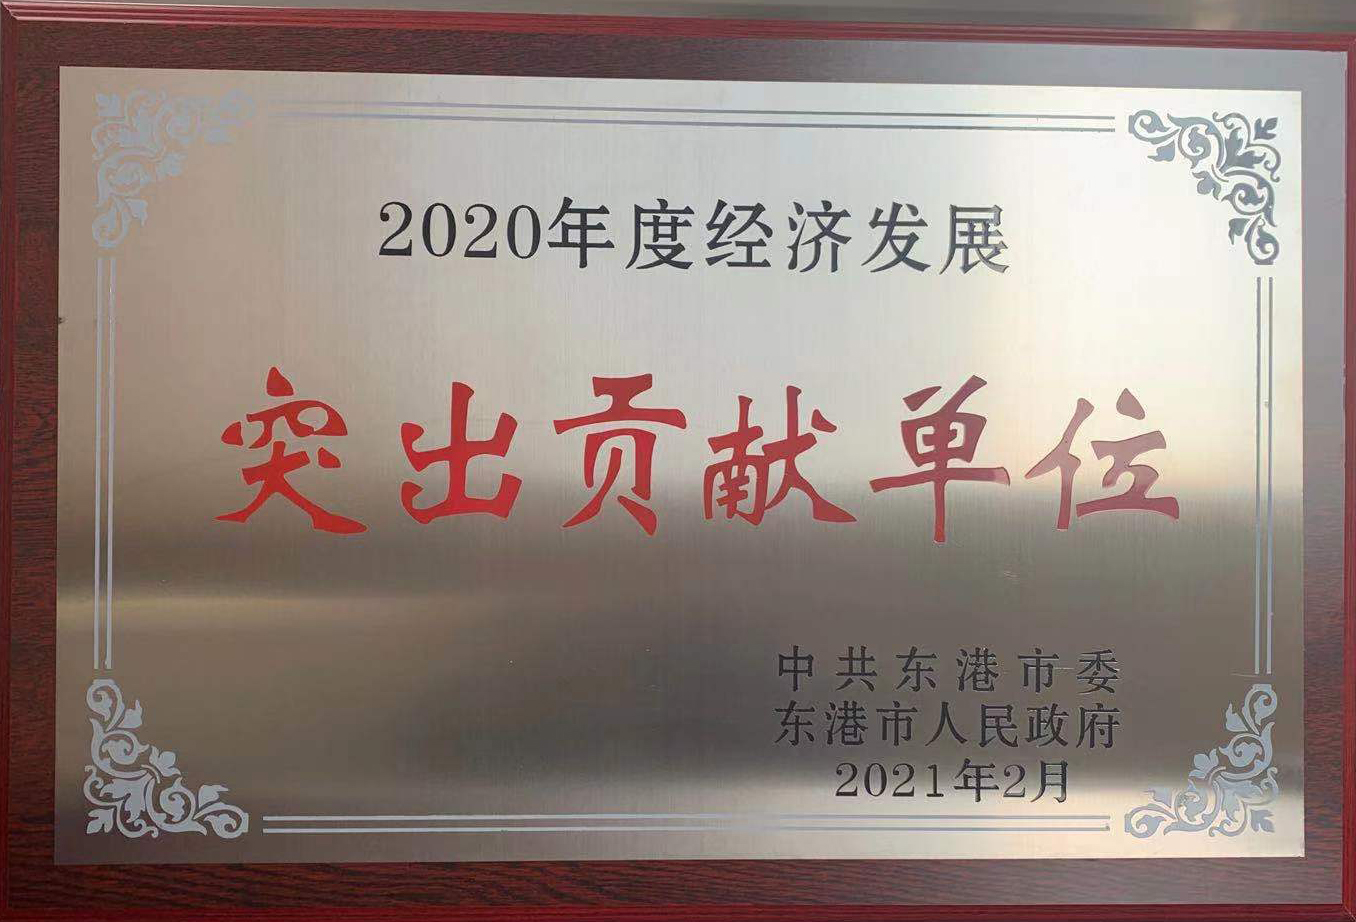 2020年度经济发展
突出贡献单位
中共东港市委
东港市人民政府
2021年2月